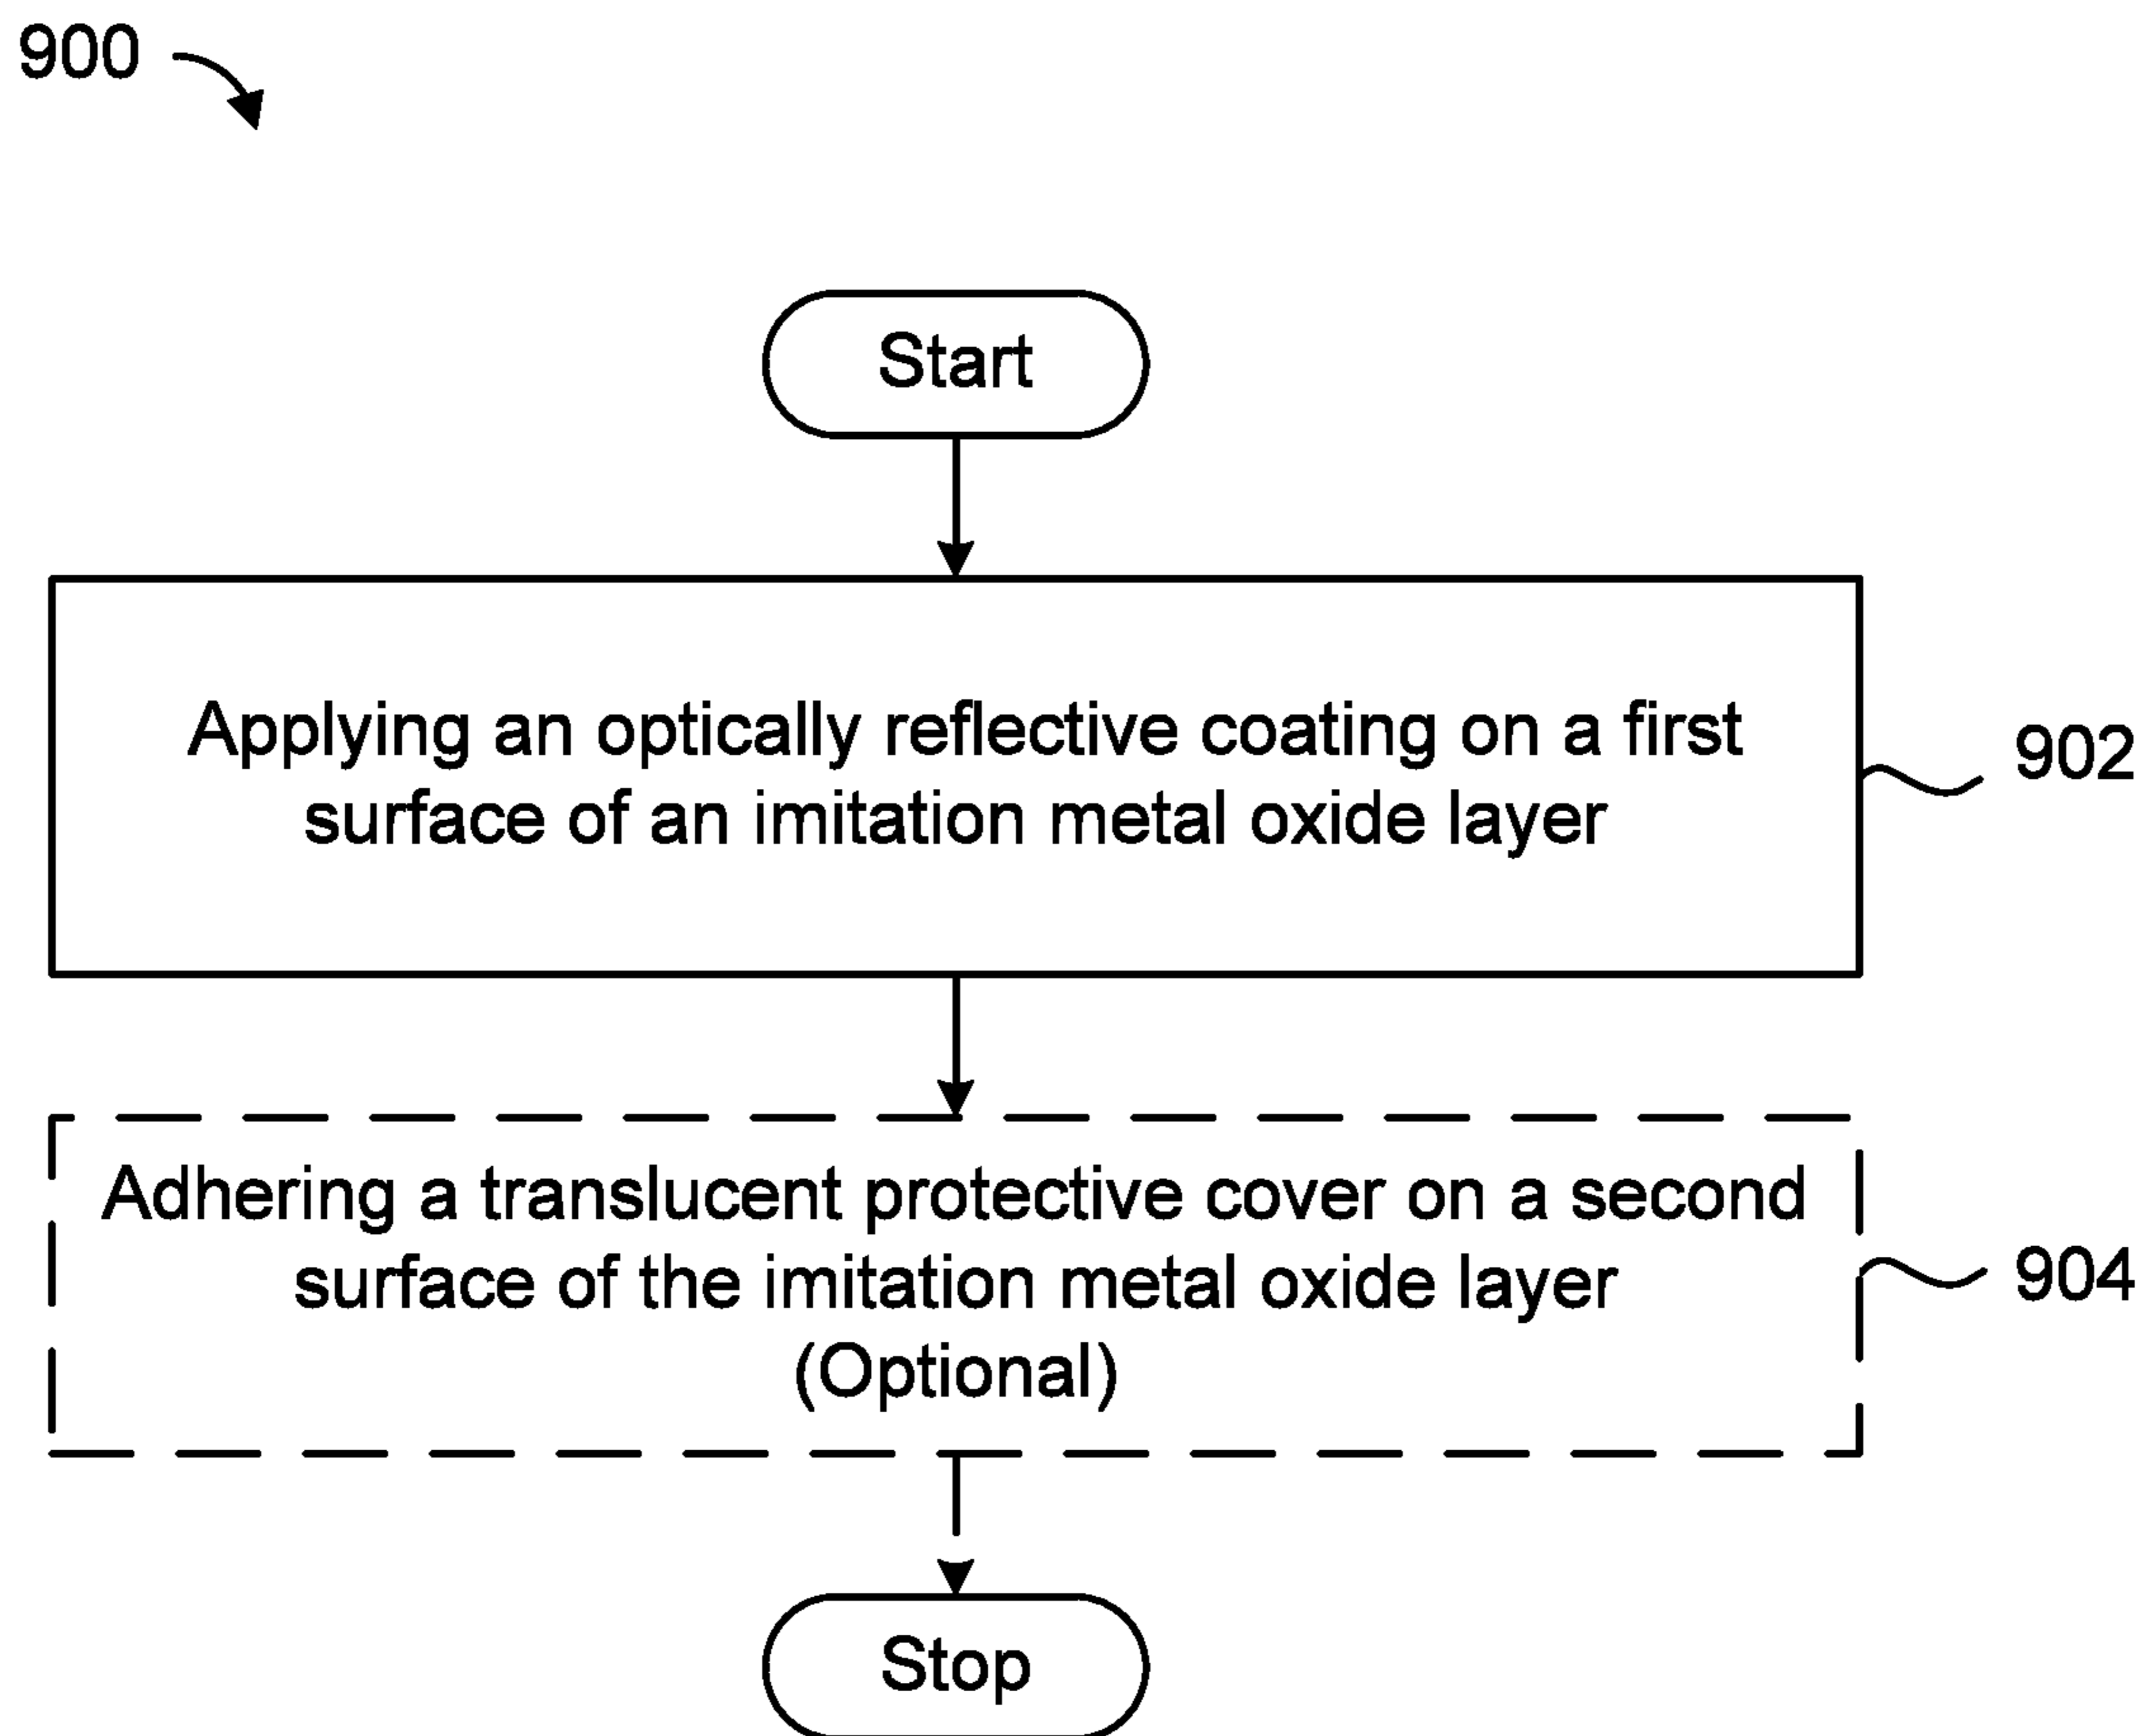 900
Start
Applying an optically reflective coating on a first
surface of an imitation metal oxide layer
902
Adhering a translucent protective cover on a second
surface of the imitation metal oxide layer
(Optional)
904
Stop